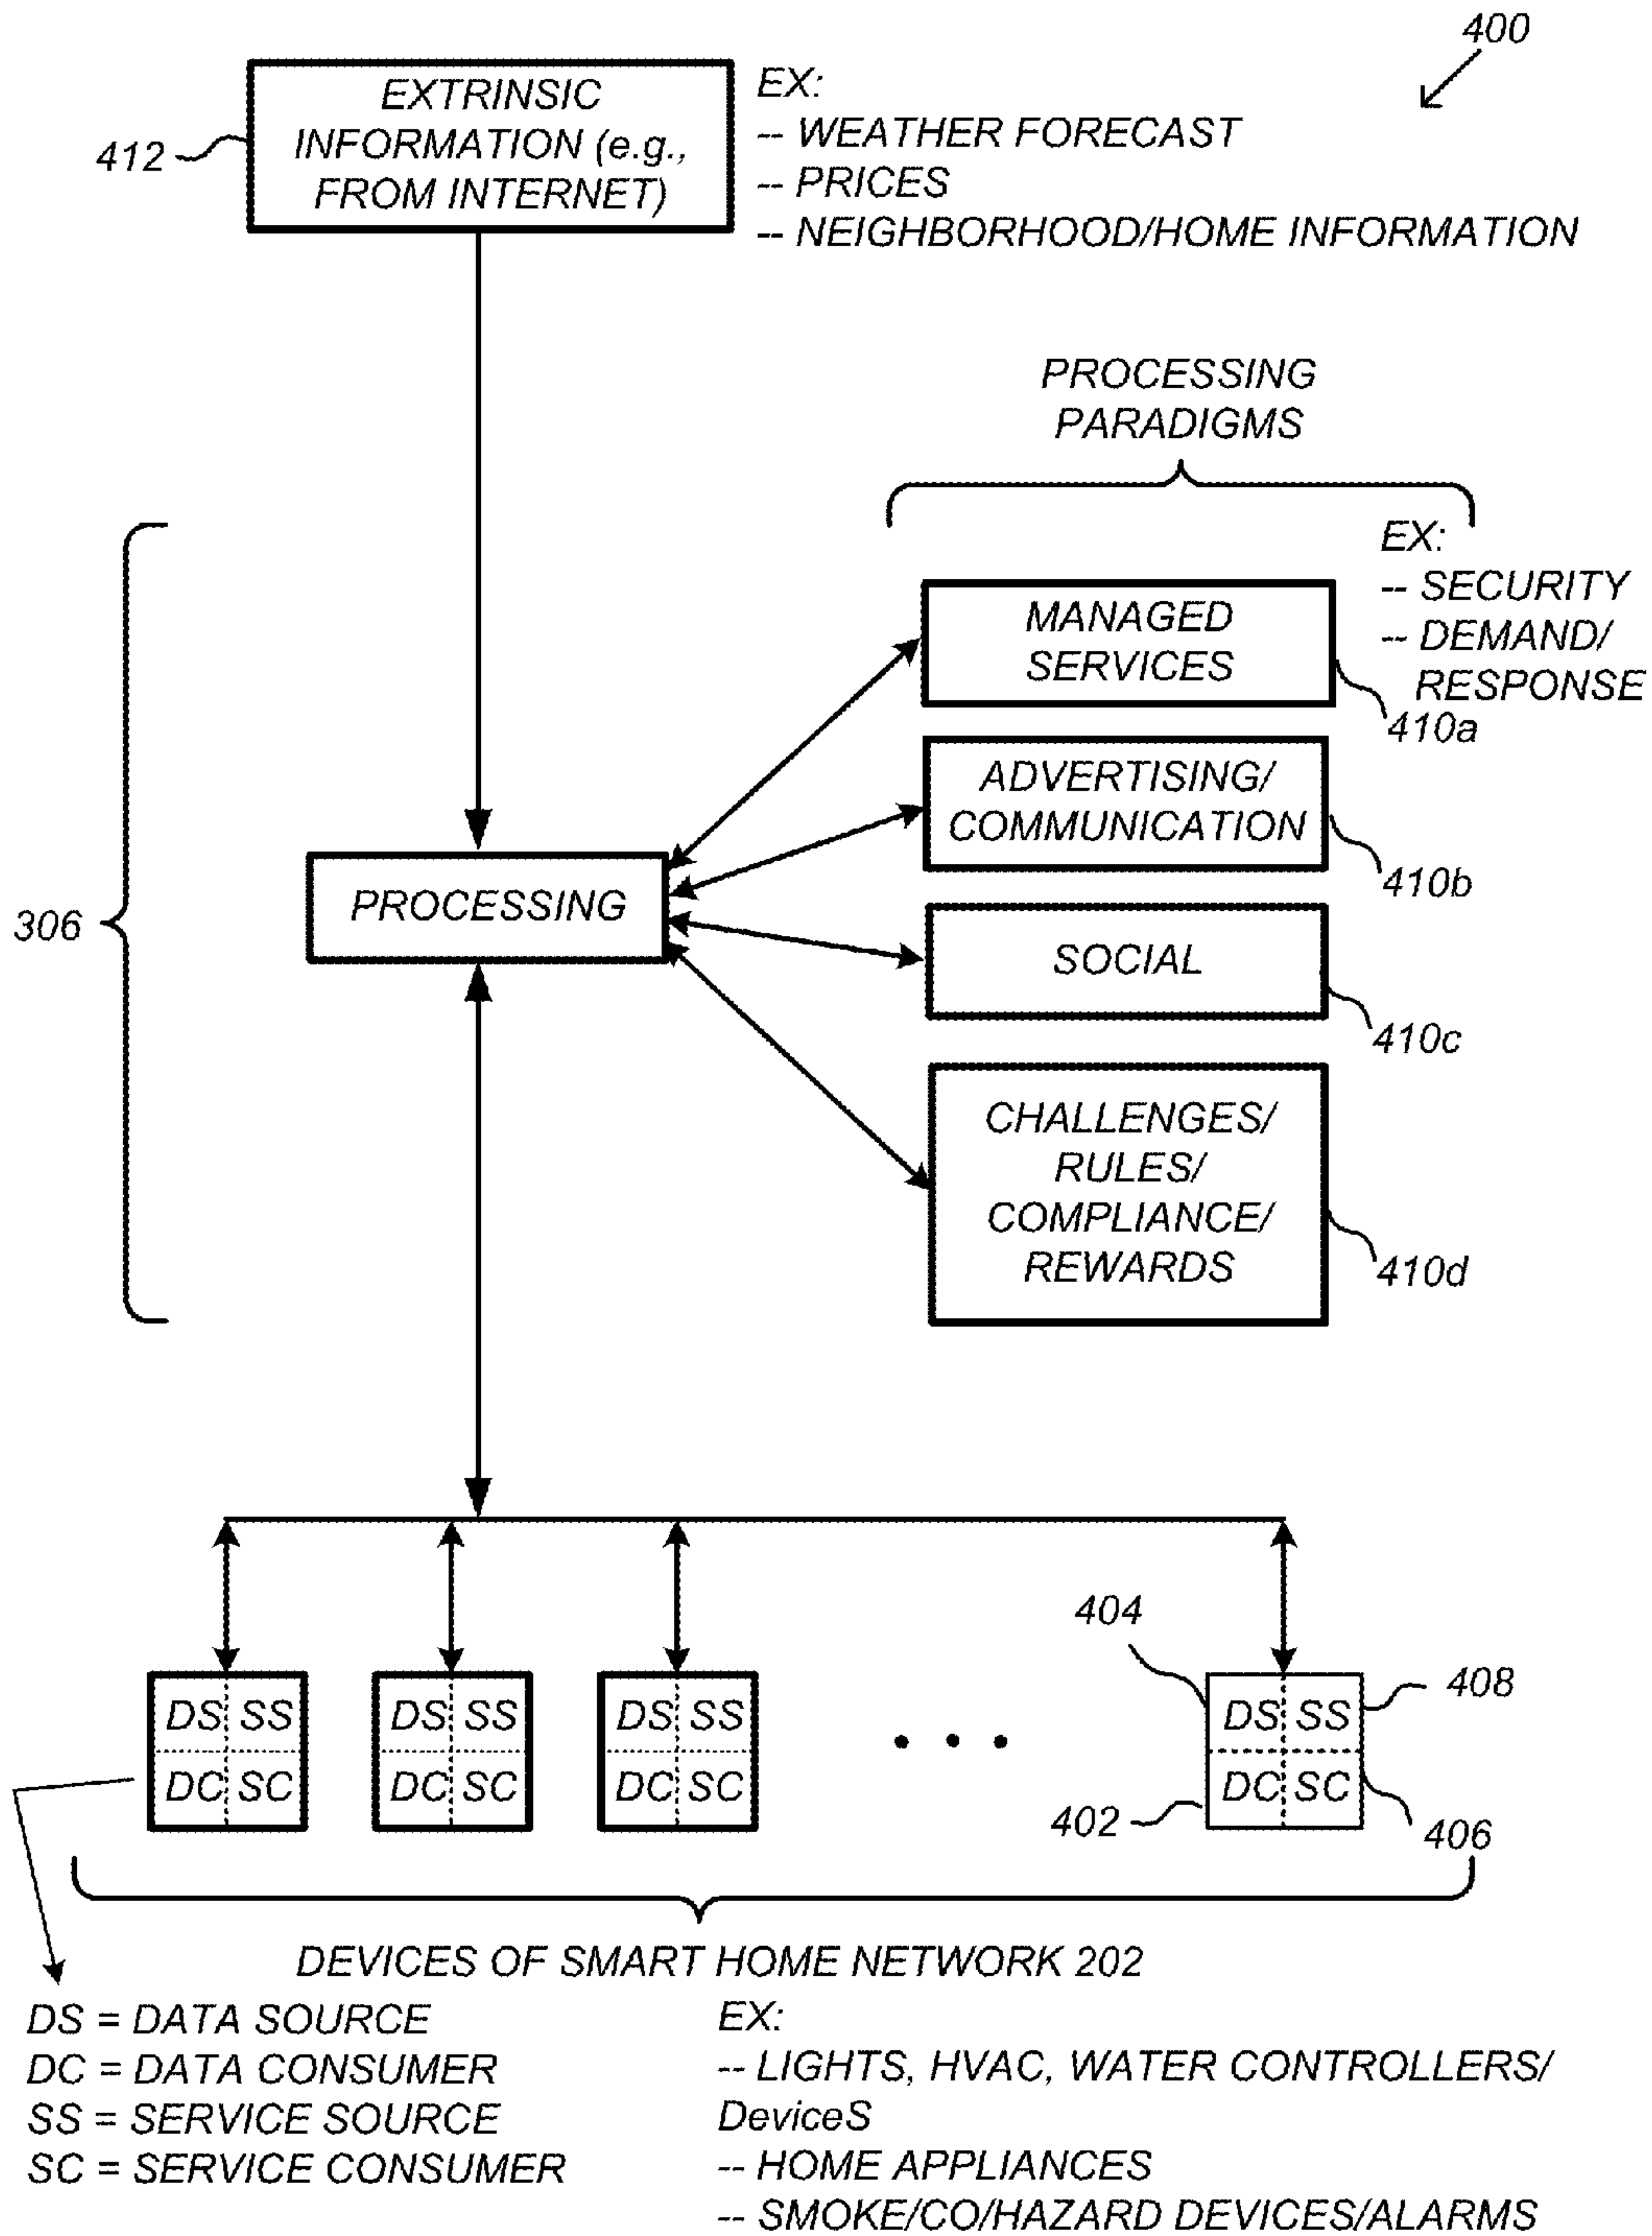 400
EXTRINSIC
INFORMATION (e.g.,
FROM INTERNET)
412
EX:
-- WEATHER FORECAST
-- PRICES
-- NEIGHBORHOOD/HOME INFORMATION
PROCESSING
PARADIGMS
EX:
-- SECURITY
-- DEMAND/
RESPONSE
MANAGED
SERVICES
410a
ADVERTISING/
COMMUNICATION
410b
306
PROCESSING
SOCIAL
410c
CHALLENGES/
RULES/
COMPLIANCE/
REWARDS
410d
404
408
DS SS
DC SC
DS SS
DC SC
DS SS
DC SC
• • •
DS SS
DC SC
402
406
DEVICES OF SMART HOME NETWORK 202
DS = DATA SOURCE
DC = DATA CONSUMER
SS = SERVICE SOURCE
SC = SERVICE CONSUMER
EX:
-- LIGHTS, HVAC, WATER CONTROLLERS/
DeviceS
-- HOME APPLIANCES
-- SMOKE/CO/HAZARD DEVICES/ALARMS